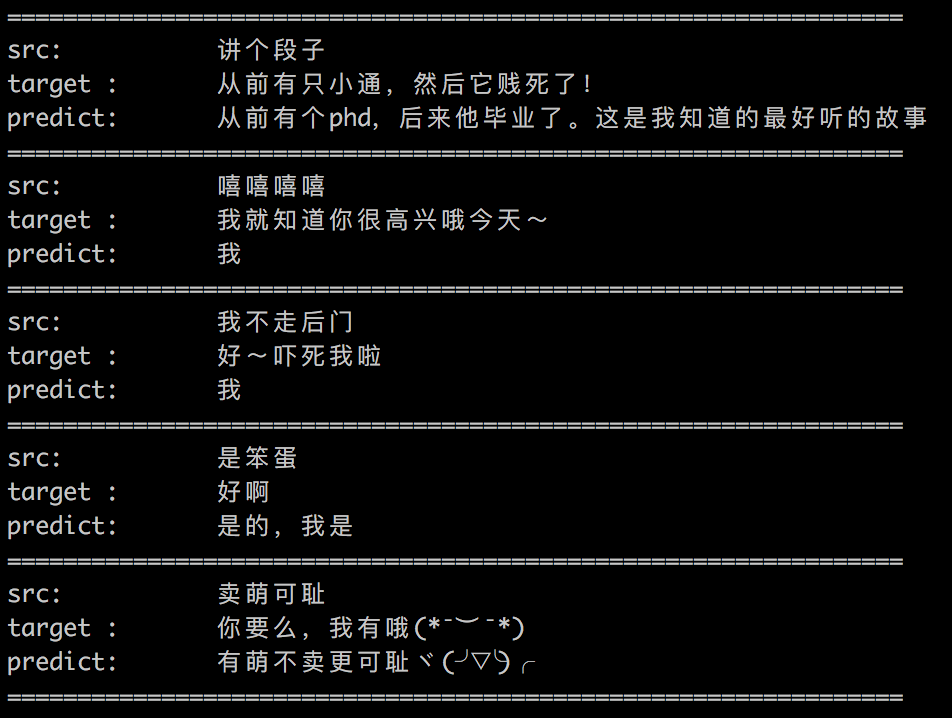 ================================================================
src: 讲个段子
target : 从前有只小通，然后它贱死了！
predict: 从前有个phd，后来他毕业了。这是我知道的最好听的故事
================================================================
src: 嘻嘻嘻嘻
target : 我就知道你很高兴哦今天～
predict: 我
================================================================
src: 我不走后门
target : 好～吓死我啦
predict: 我
================================================================
src: 是笨蛋
target : 好啊
predict: 是的，我是
================================================================
src: 卖萌可耻
target : 你要么，我有哦(*¯︶¯*)
predict: 有萌不卖更可耻ヾ(╯▽╰)╭
================================================================